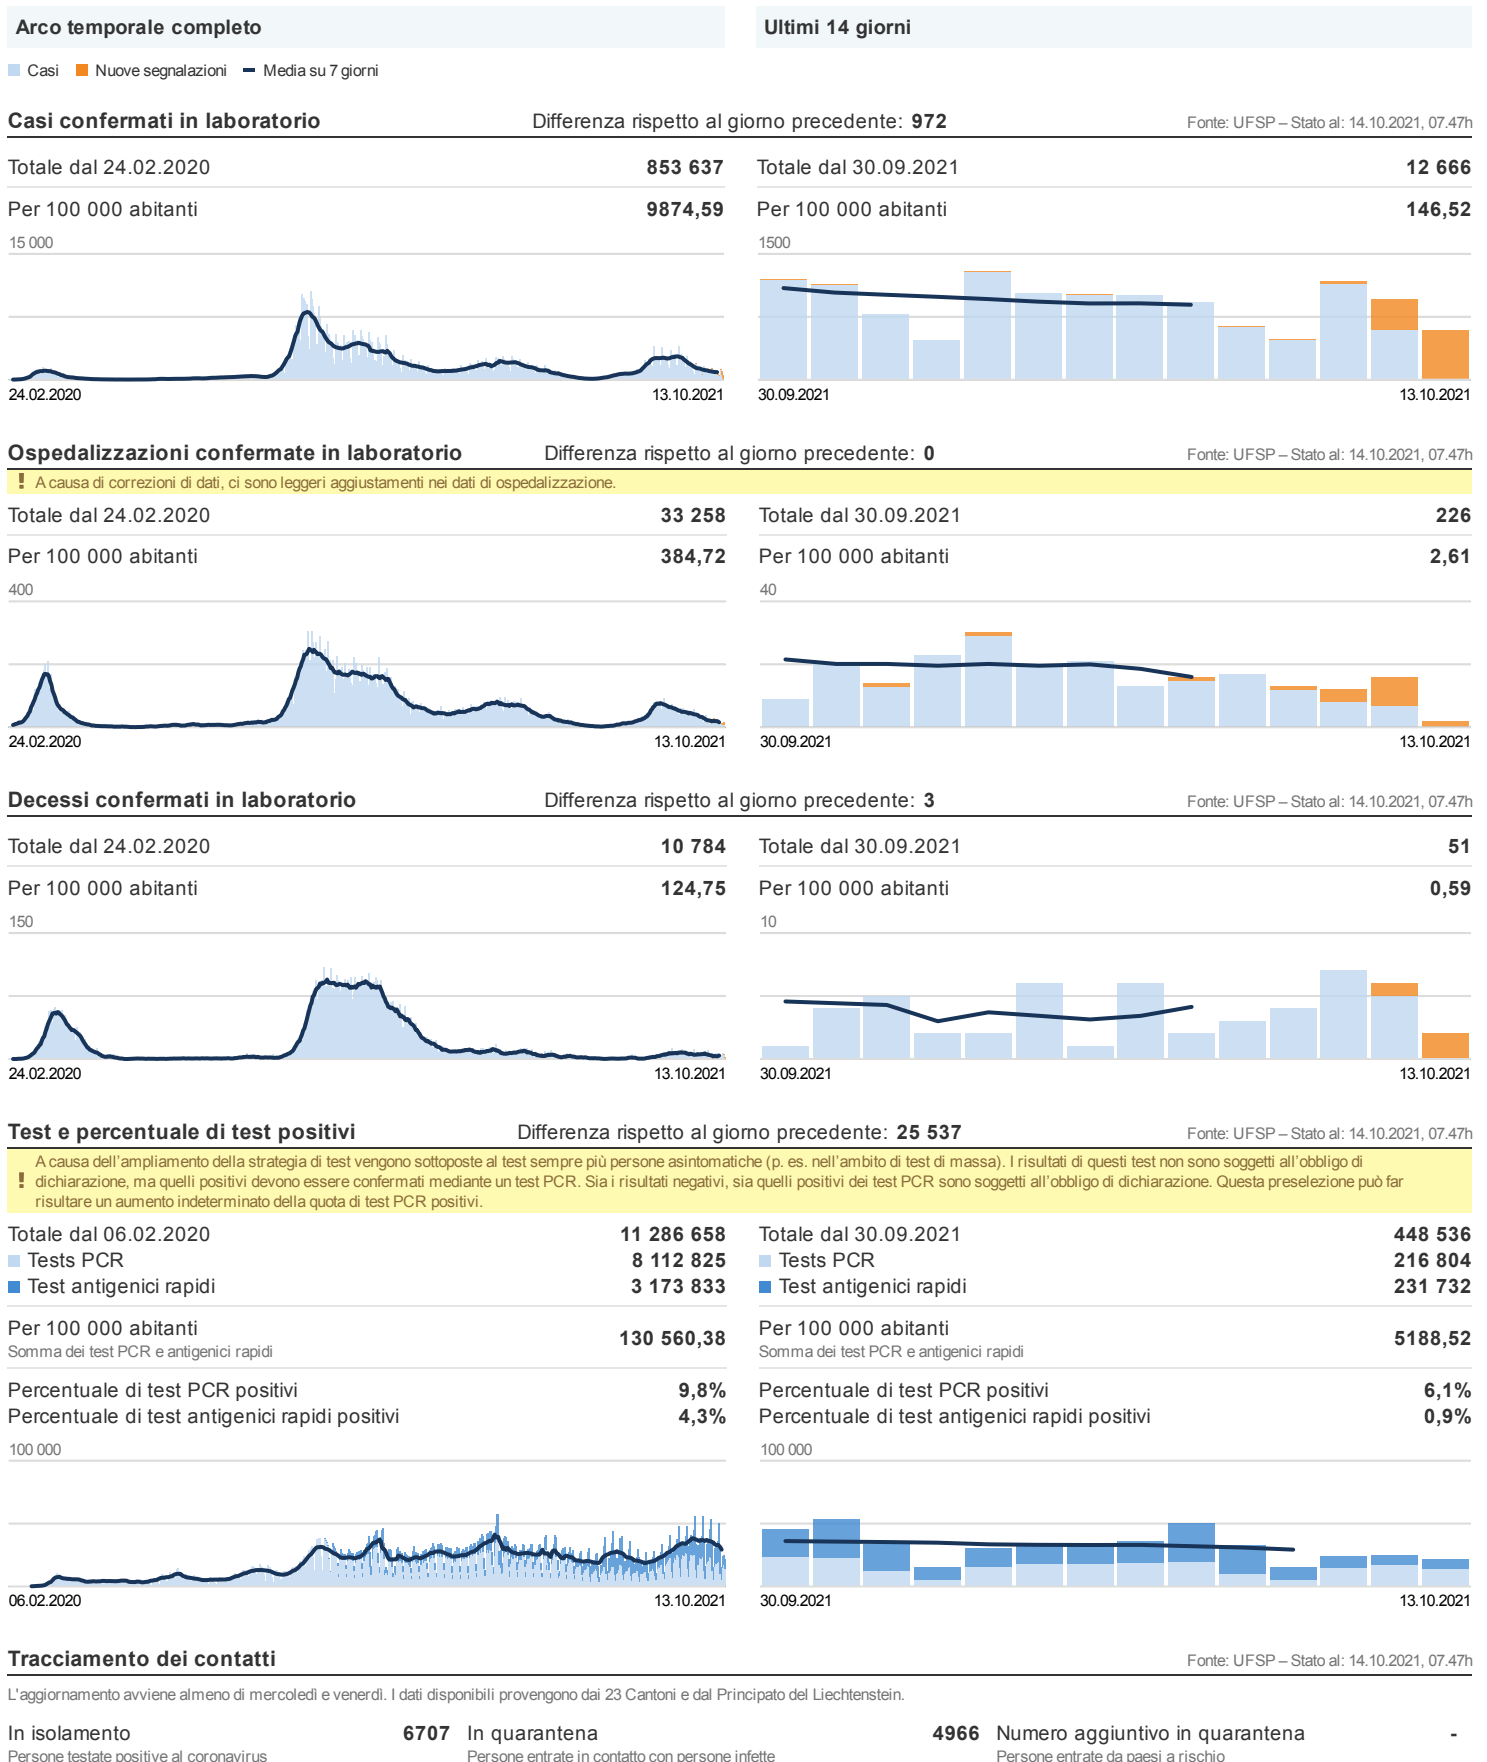 Arco temporale completo
Ultimi 14 giorni
Casi Nuove segnalazioni Media su 7 giorni
Casi confermati in laboratorio Differenza rispetto al giorno precedente: 972 Fonte: UFSP – Stato al: 14.10.2021, 07.47h
Totale dal 24.02.2020 853 637
Per 100 000 abitanti 9874,59
15 000
24.02.2020 13.10.2021
Totale dal 30.09.2021 12 666
Per 100 000 abitanti 146,52
1500
30.09.2021 13.10.2021
Ospedalizzazioni confermate in laboratorio Differenza rispetto al giorno precedente: 0 Fonte: UFSP – Stato al: 14.10.2021, 07.47h
! A causa di correzioni di dati, ci sono leggeri aggiustamenti nei dati di ospedalizzazione.
Totale dal 24.02.2020 33 258
Per 100 000 abitanti 384,72
400
24.02.2020 13.10.2021
Totale dal 30.09.2021 226
Per 100 000 abitanti 2,61
40
30.09.2021 13.10.2021
Decessi confermati in laboratorio Differenza rispetto al giorno precedente: 3 Fonte: UFSP – Stato al: 14.10.2021, 07.47h
Totale dal 24.02.2020 10 784
Per 100 000 abitanti 124,75
150
24.02.2020 13.10.2021
Totale dal 30.09.2021 51
Per 100 000 abitanti 0,59
10
30.09.2021 13.10.2021
Test e percentuale di test positivi Differenza rispetto al giorno precedente: 25 537 Fonte: UFSP – Stato al: 14.10.2021, 07.47h
A causa dell'ampliamento della strategia di test vengono sottoposte al test sempre più persone asintomatiche (p. es. nell'ambito di test di massa). I risultati di questi test non sono soggetti all'obbligo di
! dichiarazione, ma quelli positivi devono essere confermati mediante un test PCR. Sia i risultati negativi, sia quelli positivi dei test PCR sono soggetti all'obbligo di dichiarazione. Questa preselezione può far
risultare un aumento indeterminato della quota di test PCR positivi.
Totale dal 06.02.2020 11 286 658
Tests PCR 8 112 825
Test antigenici rapidi 3 173 833
Per 100 000 abitanti 130 560,38
Somma dei test PCR e antigenici rapidi
Percentuale di test PCR positivi 9,8%
Percentuale di test antigenici rapidi positivi 4,3%
100 000
06.02.2020 13.10.2021
Totale dal 30.09.2021 448 536
Tests PCR 216 804
Test antigenici rapidi 231 732
Per 100 000 abitanti 5188,52
Somma dei test PCR e antigenici rapidi
Percentuale di test PCR positivi 6,1%
Percentuale di test antigenici rapidi positivi 0,9%
100 000
30.09.2021 13.10.2021
Tracciamento dei contatti Fonte: UFSP – Stato al: 14.10.2021, 07.47h
L'aggiornamento avviene almeno di mercoledì e venerdì. I dati disponibili provengono dai 23 Cantoni e dal Principato del Liechtenstein.
In isolamento 6707
Persone testate positive al coronavirus
In quarantena 4966
Persone entrate in contatto con persone infette
Numero aggiuntivo in quarantena -
Persone entrate da paesi a rischio